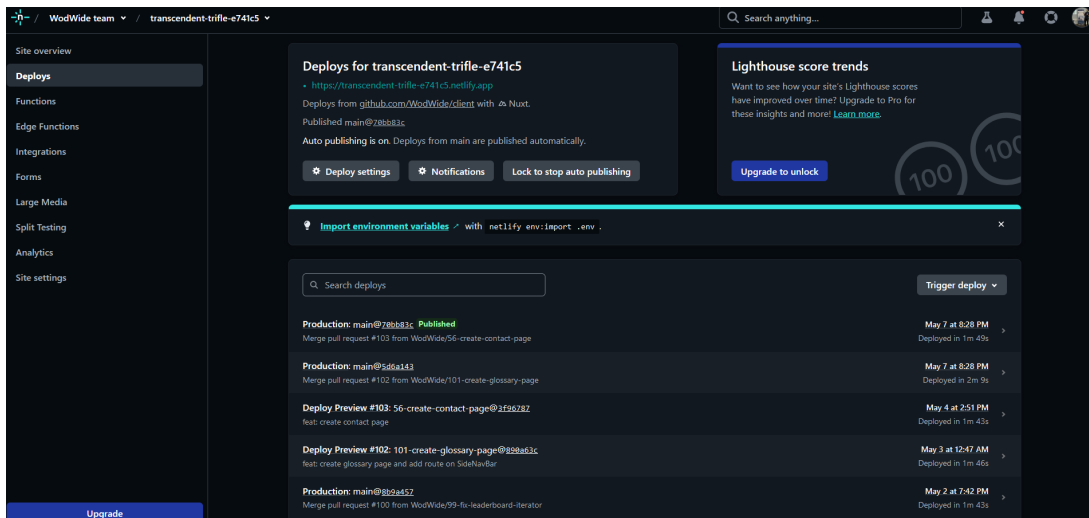 WodWide team / transcendent-trifle-e741c5
Search anything...
Site overview
Deploys
Functions
Edge Functions
Integrations
Forms
Large Media
Split Testing
Analytics
Site settings
Upgrade
Deploys for transcendent-trifle-e741c5
https://transcendent-trifle-e741c5.netlify.app
Deploys from github.com/WodWide/client with Nuxt.
Published main@70bb83c
Auto publishing is on. Deploys from main are published automatically.
Deploy settings Notifications Lock to stop auto publishing
Lighthouse score trends
Want to see how your site's Lighthouse scores
have improved over time? Upgrade to Pro for
these insights and more! Learn more.
Upgrade to unlock
100
100
Import environment variables ↗ with netlify env:import .env .
Search deploys
Trigger deploy
Production: main@70bb83c Published
Merge pull request #103 from WodWide/56-create-contact-page
May 7 at 8:28 PM
Deployed in 1m 49s
Production: main@5d6a143
Merge pull request #102 from WodWide/101-create-glossary-page
May 7 at 8:28 PM
Deployed in 2m 9s
Deploy Preview #103: 56-create-contact-page@3f96787
feat: create contact page
May 4 at 2:51 PM
Deployed in 1m 43s
Deploy Preview #102: 101-create-glossary-page@890a63c
feat: create glossary page and add route on SideNavBar
May 3 at 12:47 AM
Deployed in 1m 46s
Production: main@8b9a457
Merge pull request #100 from WodWide/99-fix-leaderboard-iterator
May 2 at 7:42 PM
Deployed in 1m 43s